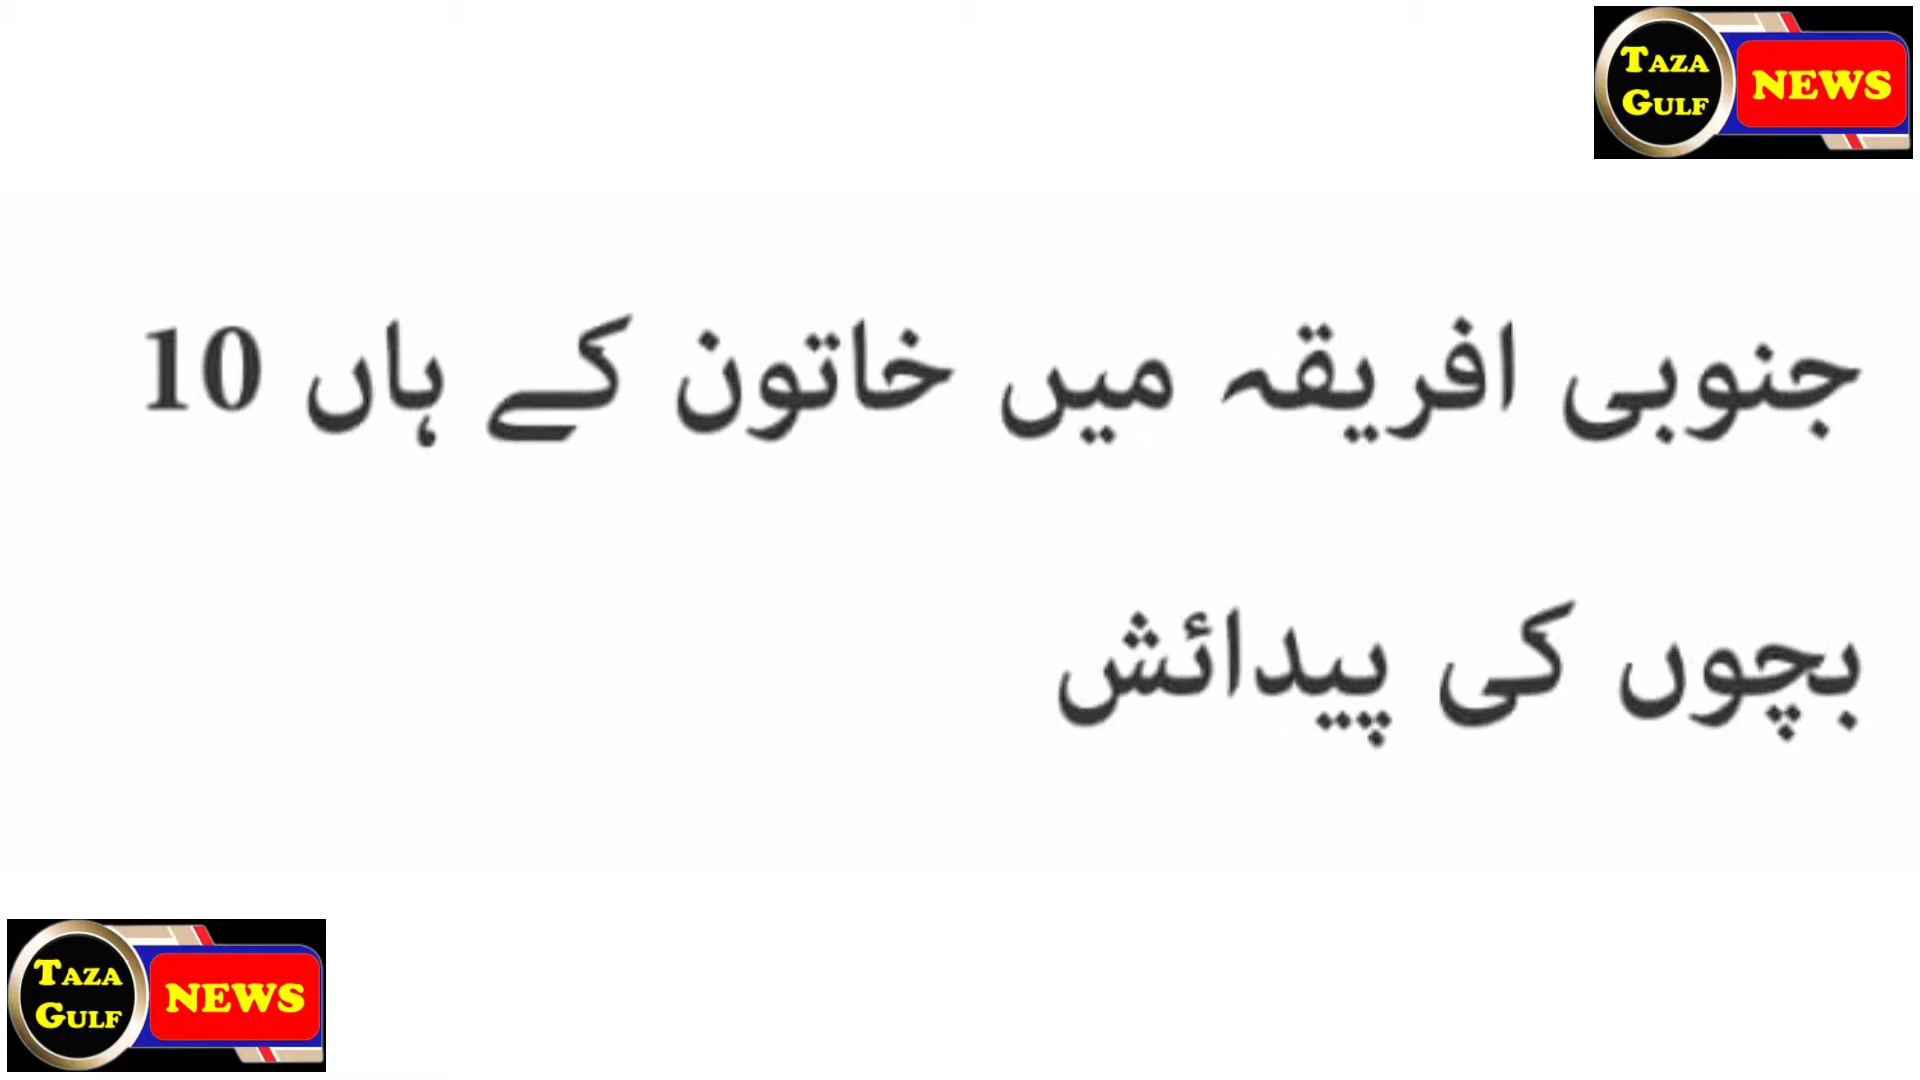 TAZA
GULF
NEWS
جنوبی افریقہ میں خاتون کے ہاں 10
بچوں کی پیدائش
TAZA
GULF
NEWS